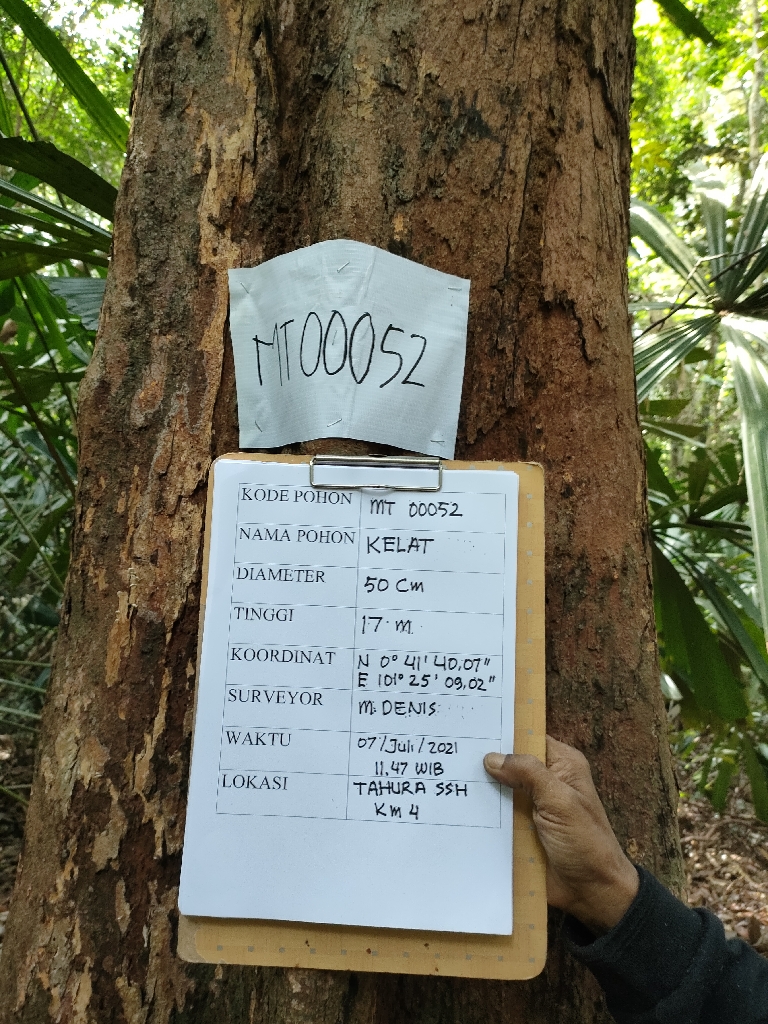 MT00052
KODE POHON MT 00052
NAMA POHON KELAT
DIAMETER 50 Cm
TINGGI 17 m
KOORDINAT N 0° 41' 40,07"
E 101° 25' 09,02"
SURVEYOR M. DENIS
WAKTU 07/Juli/2021
11.47 WIB
LOKASI TAHURA SSH
Km 4